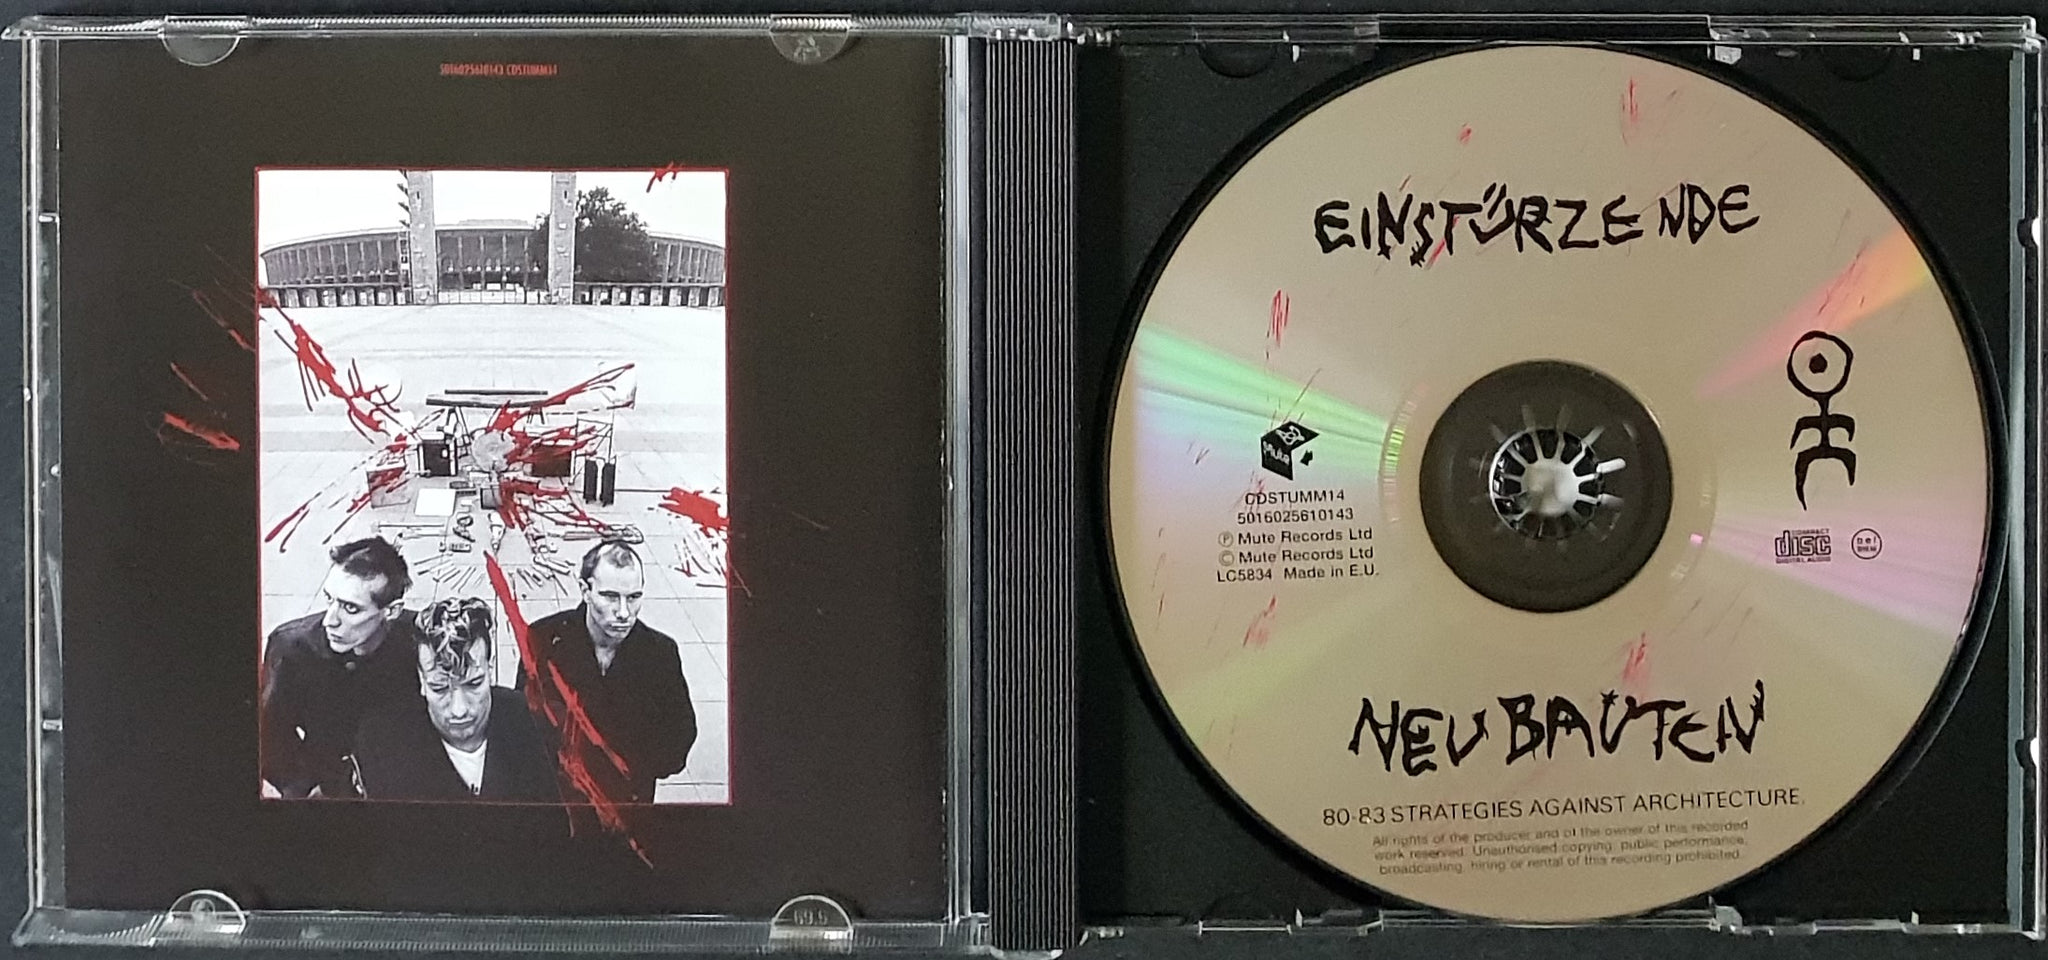 5016025610143 CDSTUMM14
EINSTÜRZENDE
Mute
CDSTUMM14
5016025610143
Ⓟ Mute Records Ltd
© Mute Records Ltd
LC5834 Made in E.U.
COMPACT
disc
DIGITAL AUDIO
NEUBAUTEN
80-83 STRATEGIES AGAINST ARCHITECTURE.
All rights of the producer and of the owner of this recorded
work reserved. Unauthorised copying, public performance,
broadcasting, hiring or rental of this recording prohibited.